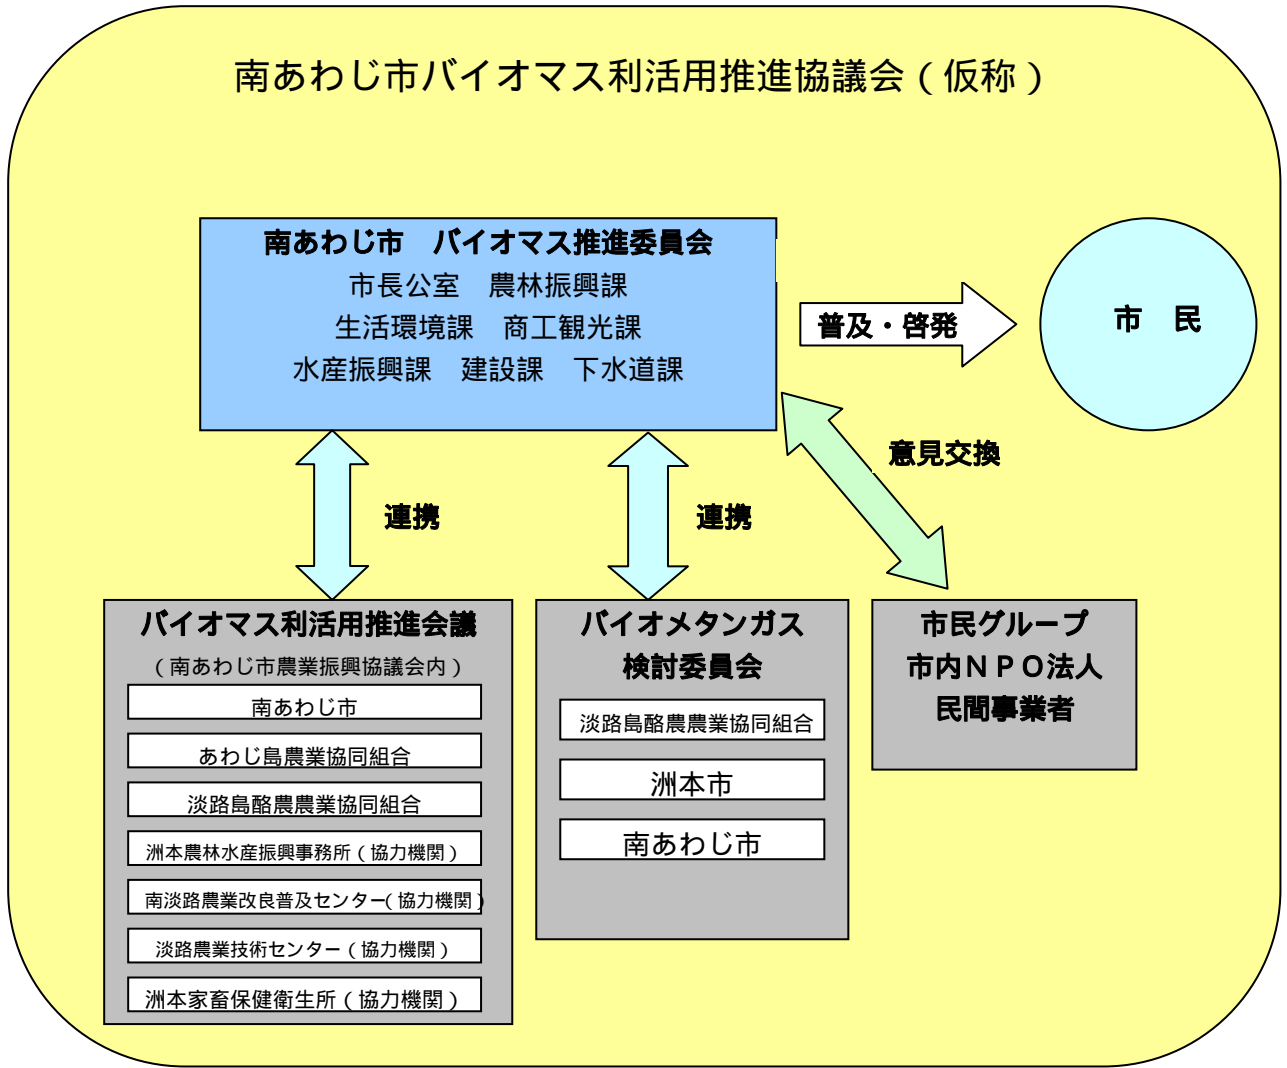 南あわじ市バイオマス利活用推進協議会（仮称）
南あわじ市　バイオマス推進委員会
市長公室　農林振興課
生活環境課　商工観光課
水産振興課　建設課　下水道課
普及・啓発
市　民
意見交換
連携
連携
バイオマス利活用推進会議
（南あわじ市農業振興協議会内）
南あわじ市
あわじ島農業協同組合
淡路島酪農農業協同組合
洲本農林水産振興事務所（協力機関）
南淡路農業改良普及センター（協力機関）
淡路農業技術センター（協力機関）
洲本家畜保健衛生所（協力機関）
バイオメタンガス
検討委員会
淡路島酪農農業協同組合
洲本市
南あわじ市
市民グループ
市内ＮＰＯ法人
民間事業者